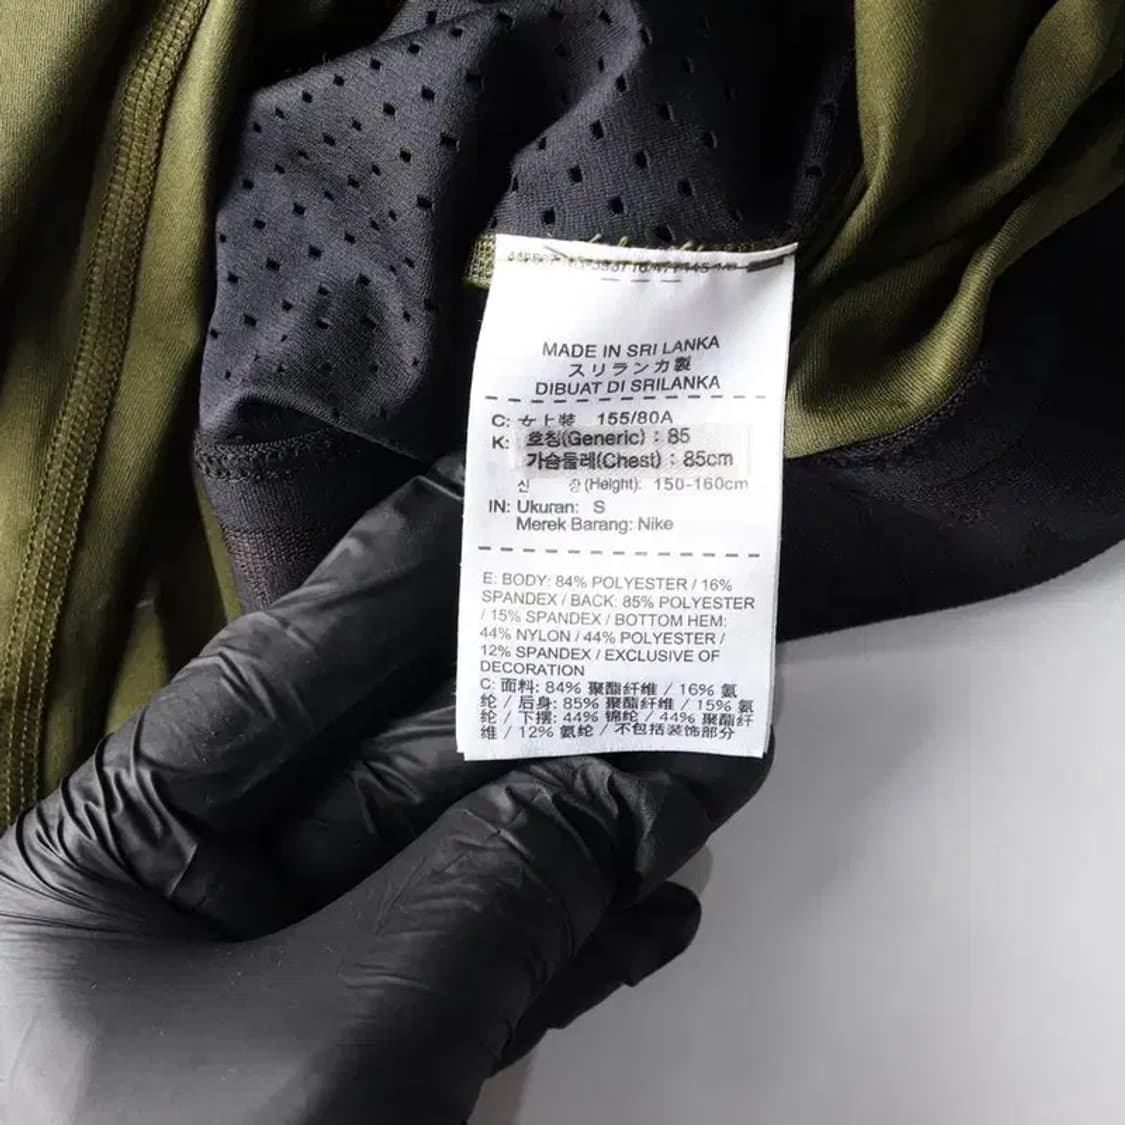 MADE IN SRI LANKA
スリランカ製
DIBUAT DI SRILANKA
C: 女上装 155/80A
K: 호칭(Generic) : 85
가슴둘레(Chest) : 85cm
신 장(Height): 150-160cm
IN: Ukuran: S
Merek Barang: Nike
E: BODY: 84% POLYESTER / 16%
SPANDEX / BACK: 85% POLYESTER
/ 15% SPANDEX / BOTTOM HEM:
44% NYLON / 44% POLYESTER /
12% SPANDEX / EXCLUSIVE OF
DECORATION
C: 面料: 84% 聚酯纤维 / 16% 氨
纶 / 后身: 85% 聚酯纤维 / 15% 氨
纶 / 下摆: 44% 锦纶 / 44% 聚酯纤
维 / 12% 氨纶 / 不包括装饰部分